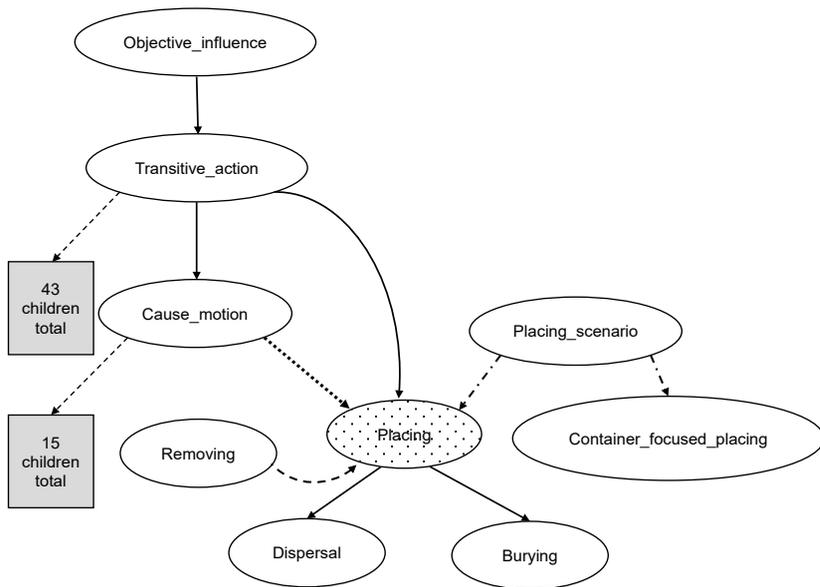 Objective_influence
Transitive_action
43
children
total
Cause_motion
Placing_scenario
15
children
total
Removing
Placing
Container_focused_placing
Dispersal
Burying